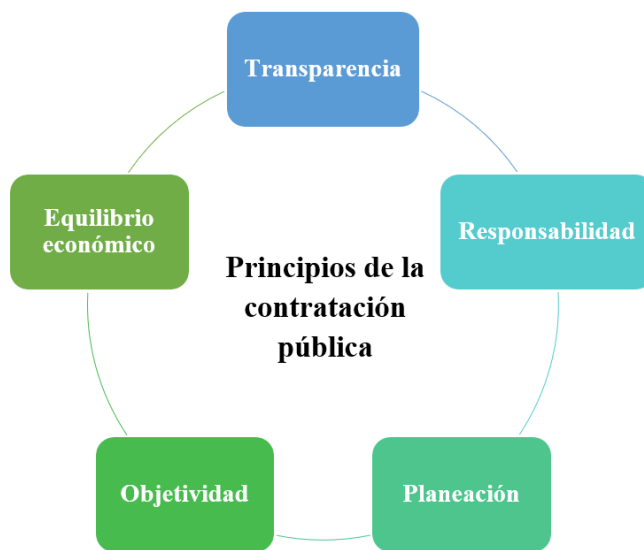 Transparencia
Responsabilidad
Planeación
Objetividad
Equilibrio
económico
Principios de la
contratación
pública